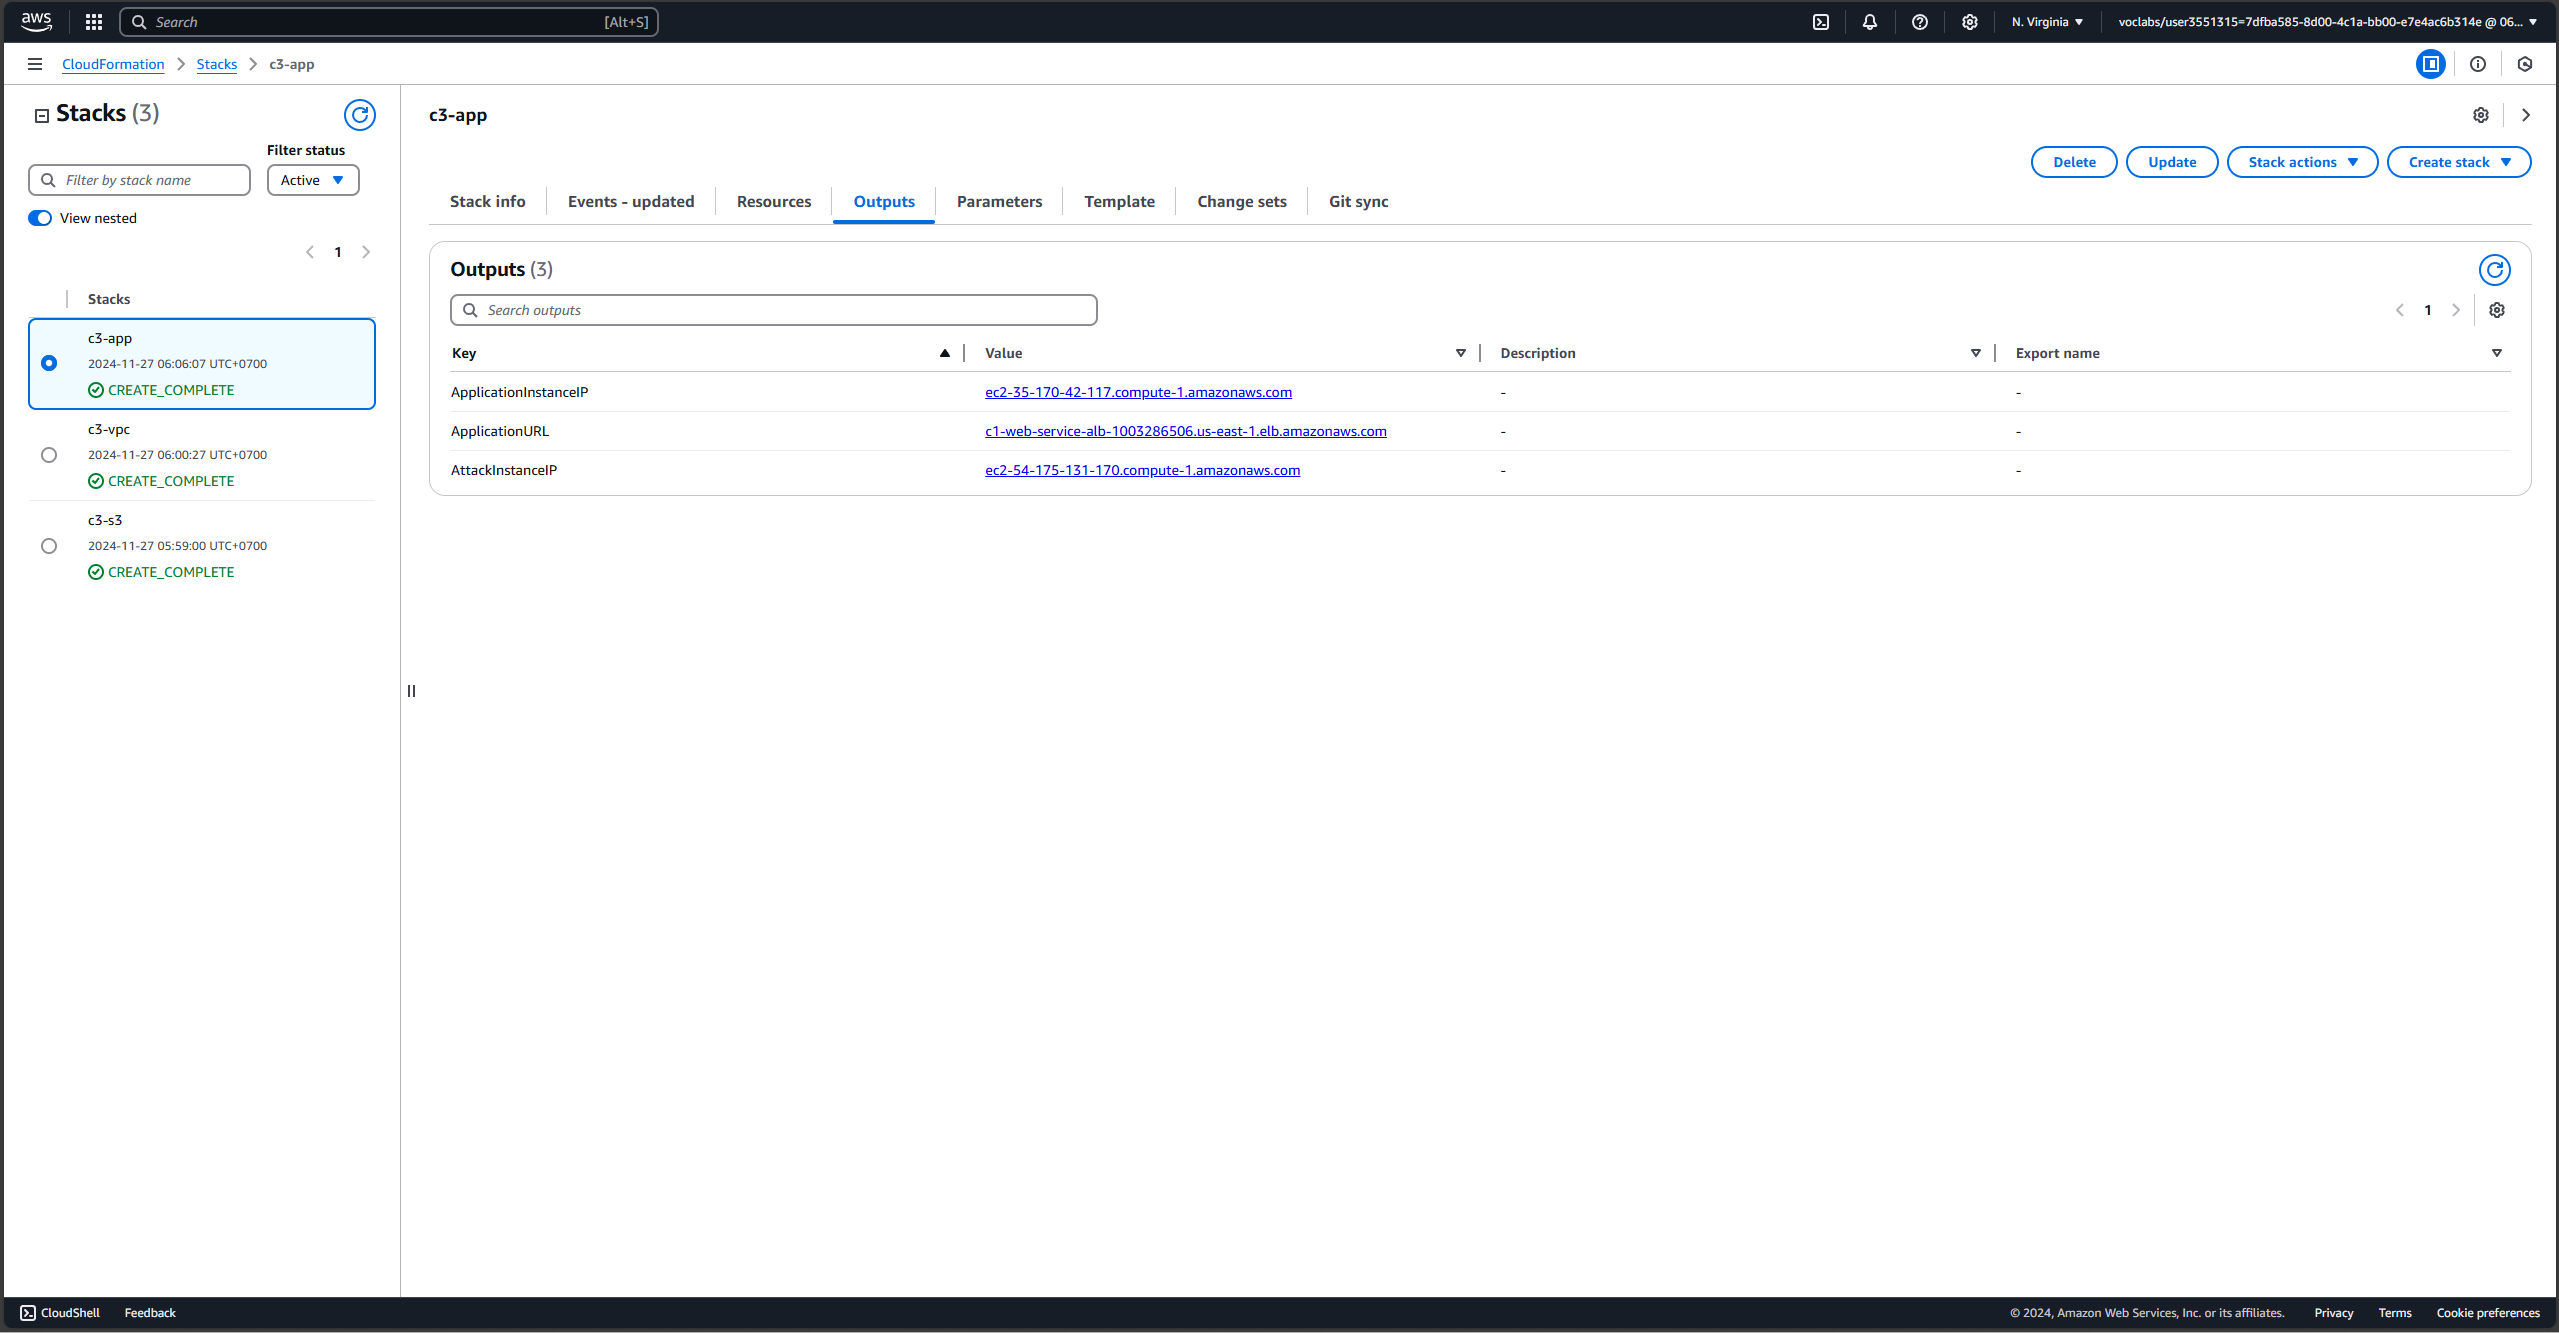 aws
Search [Alt+S]
N. Virginia
voclabs/user3551315=7dfba585-8d00-4c1a-bb00-e7e4ac6b314e @ 06...
CloudFormation
Stacks
c3-app
Stacks (3)
Filter status
Filter by stack name
Active
View nested
1
Stacks
c3-app
2024-11-27 06:06:07 UTC+0700
CREATE_COMPLETE
c3-vpc
2024-11-27 06:00:27 UTC+0700
CREATE_COMPLETE
c3-s3
2024-11-27 05:59:00 UTC+0700
CREATE_COMPLETE
c3-app
Delete
Update
Stack actions
Create stack
Stack info
Events - updated
Resources
Outputs
Parameters
Template
Change sets
Git sync
Outputs (3)
Search outputs
1
Key Value Description Export name
ApplicationInstanceIP ec2-35-170-42-117.compute-1.amazonaws.com - -
ApplicationURL c1-web-service-alb-1003286506.us-east-1.elb.amazonaws.com - -
AttackInstanceIP ec2-54-175-131-170.compute-1.amazonaws.com - -
CloudShell
Feedback
© 2024, Amazon Web Services, Inc. or its affiliates.
Privacy
Terms
Cookie preferences